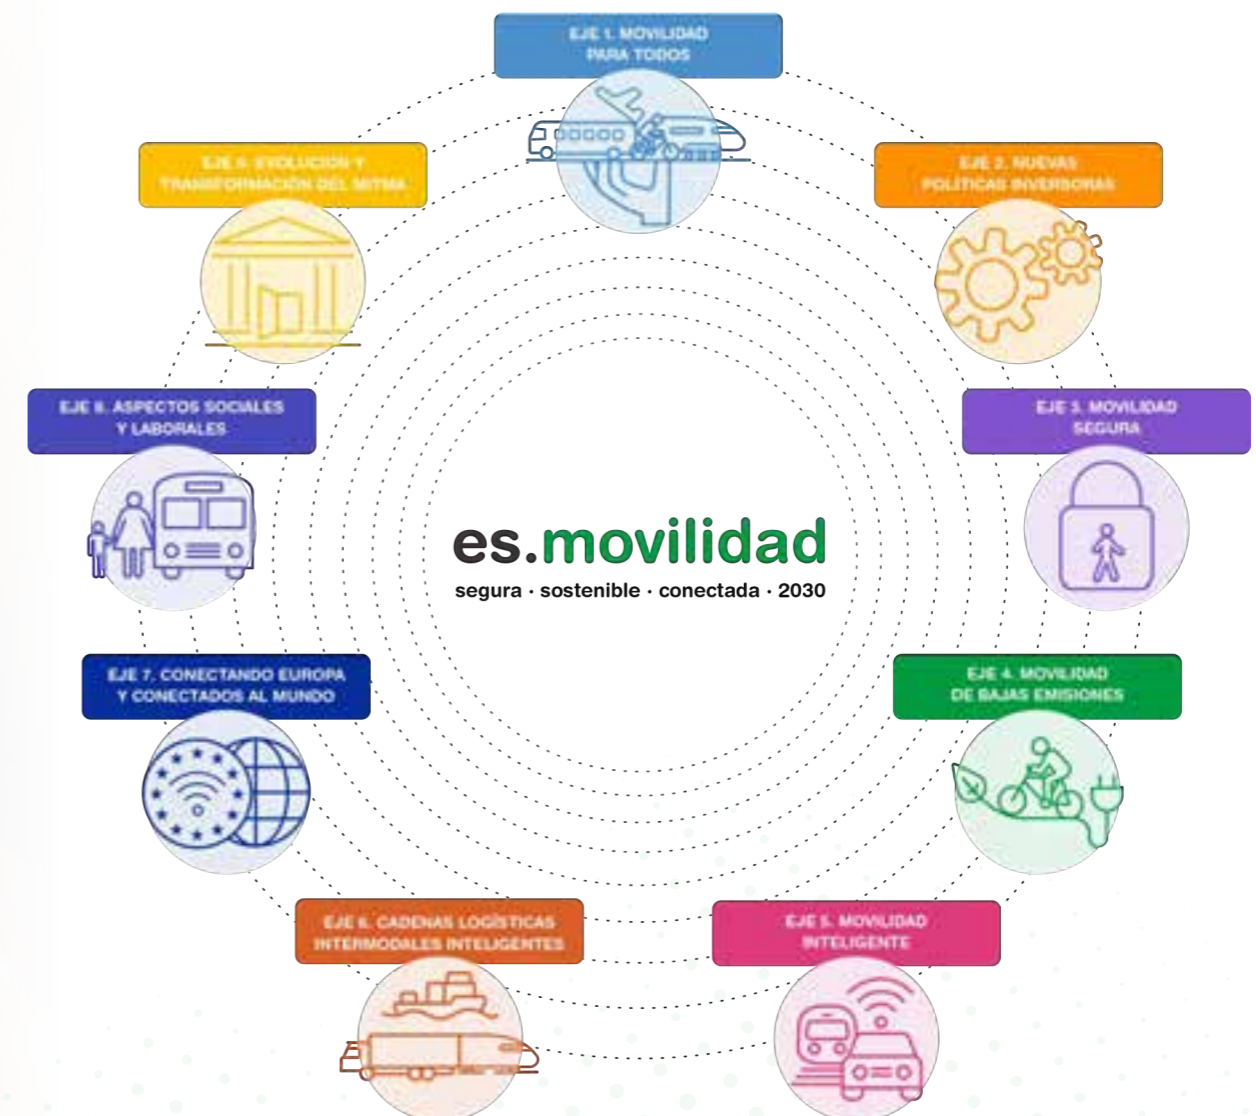 EJE 1. MOVILIDAD
PARA TODOS
EJE 9. EVOLUCIÓN Y
TRANSFORMACIÓN DEL MITMA
EJE 2. NUEVAS
POLÍTICAS INVERSORAS
EJE 8. ASPECTOS SOCIALES
Y LABORALES
EJE 3. MOVILIDAD
SEGURA
es.movilidad
segura · sostenible · conectada · 2030
EJE 7. CONECTANDO EUROPA
Y CONECTADOS AL MUNDO
EJE 4. MOVILIDAD
DE BAJAS EMISIONES
EJE 6. CADENAS LOGÍSTICAS
INTERMODALES INTELIGENTES
EJE 5. MOVILIDAD
INTELIGENTE